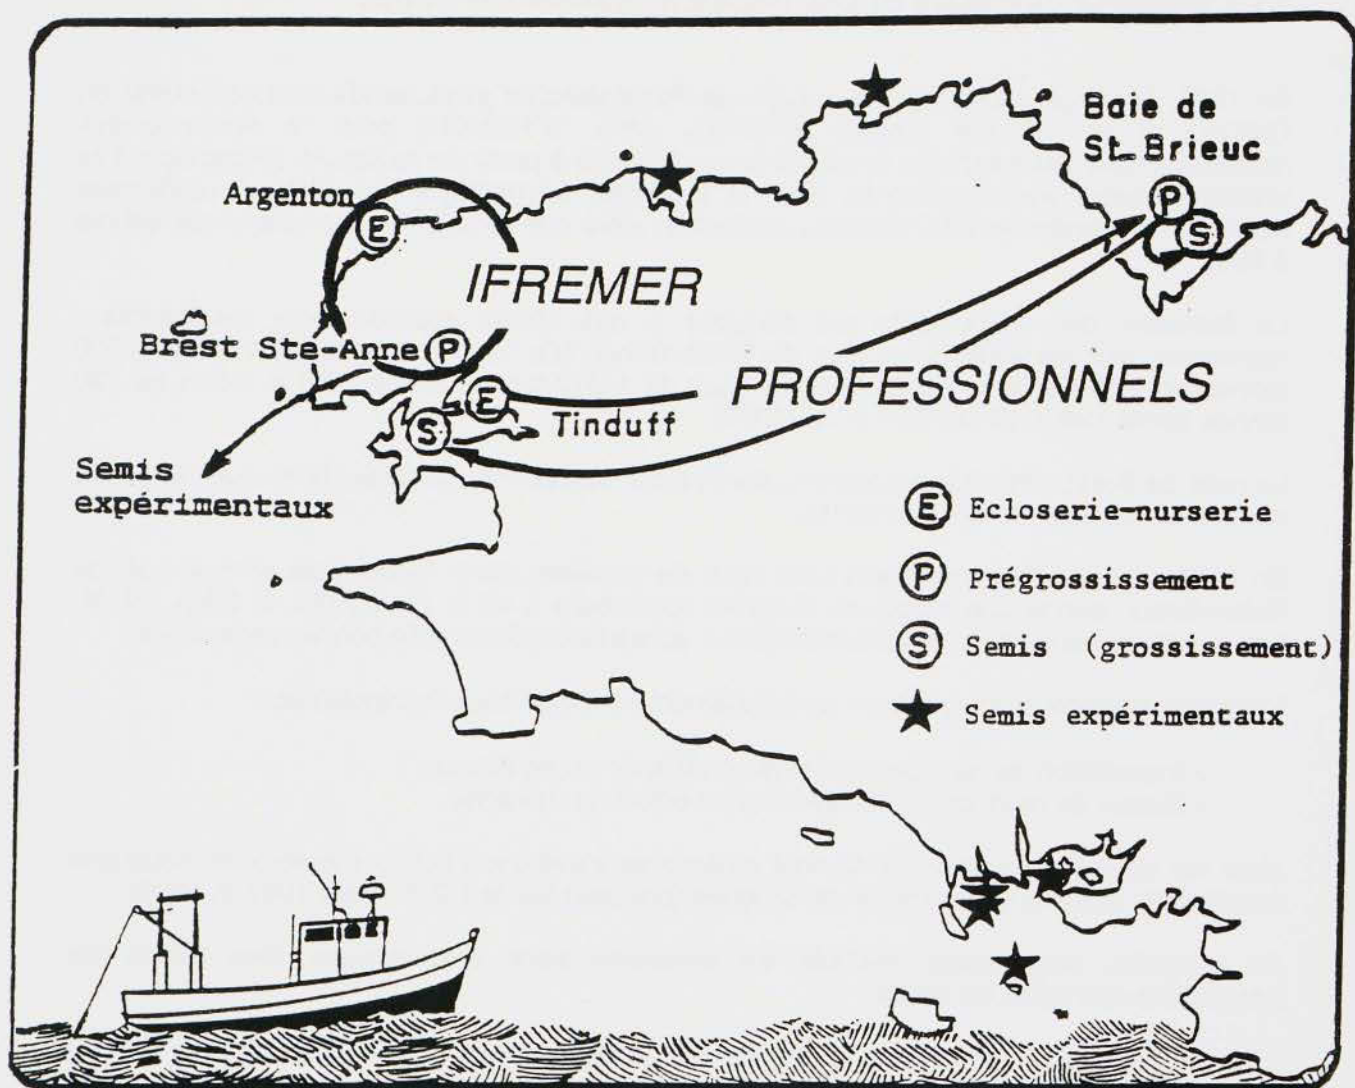 Baie de
St-Brieuc
P
S
Argenton
E
IFREMER
Brest Ste-Anne P
PROFESSIONNELS
E
Tinduff
S
Semis
expérimentaux
E Ecloserie-nurserie
P Prégrossissement
S Semis (grossissement)
Semis expérimentaux